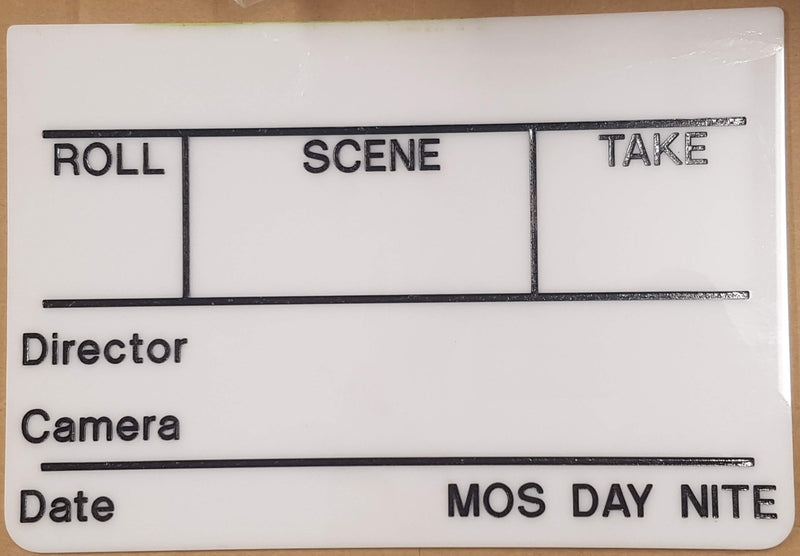 ROLL SCENE TAKE
Director
Camera
Date MOS DAY NITE